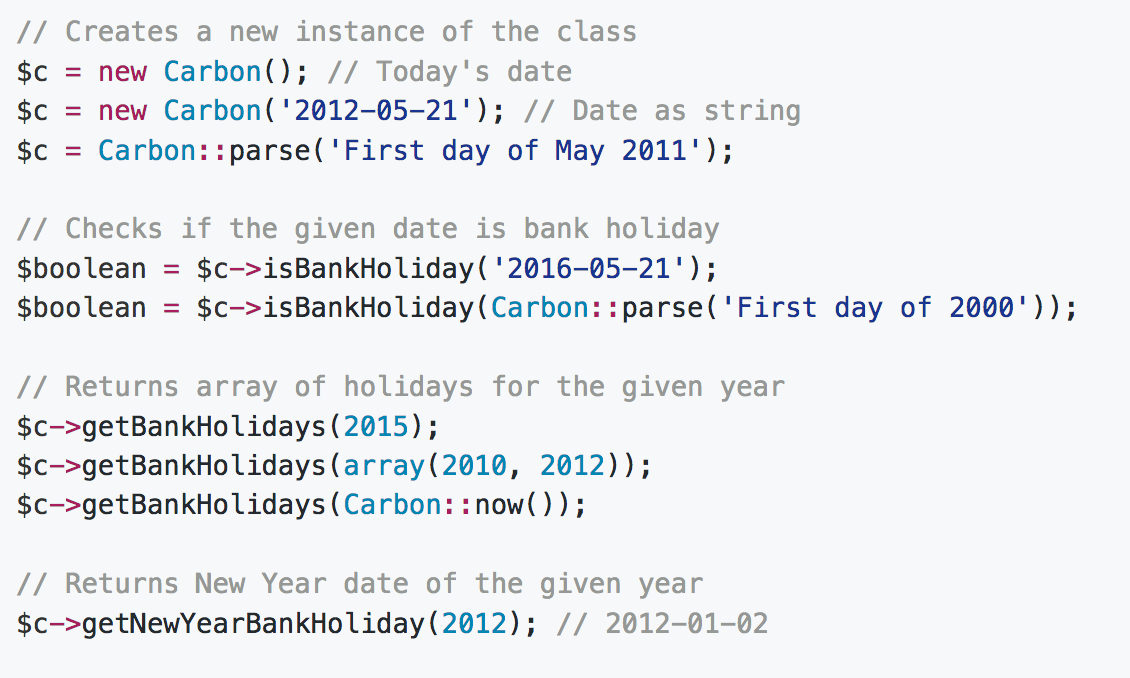 // Creates a new instance of the class
$c = new Carbon(); // Today's date
$c = new Carbon('2012-05-21'); // Date as string
$c = Carbon::parse('First day of May 2011');
// Checks if the given date is bank holiday
$boolean = $c->isBankHoliday('2016-05-21');
$boolean = $c->isBankHoliday(Carbon::parse('First day of 2000'));
// Returns array of holidays for the given year
$c->getBankHolidays(2015);
$c->getBankHolidays(array(2010, 2012));
$c->getBankHolidays(Carbon::now());
// Returns New Year date of the given year
$c->getNewYearBankHoliday(2012); // 2012-01-02